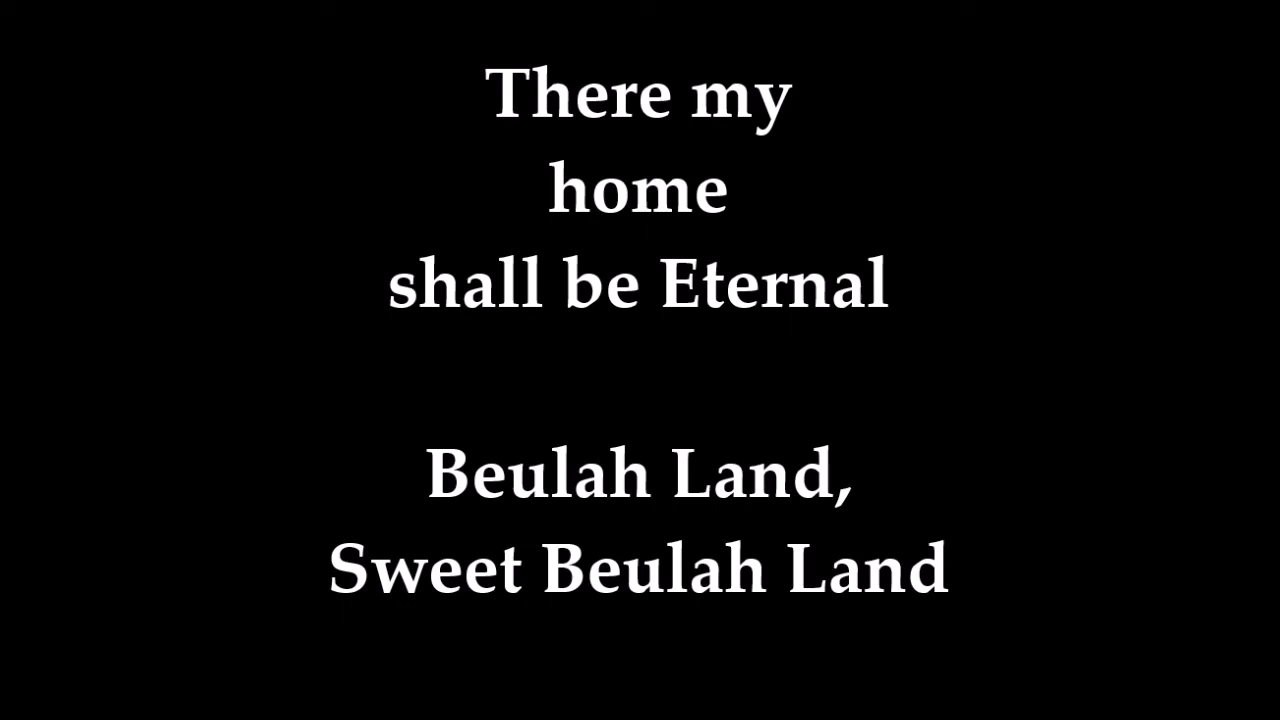 There my
home
shall be Eternal
Beulah Land,
Sweet Beulah Land